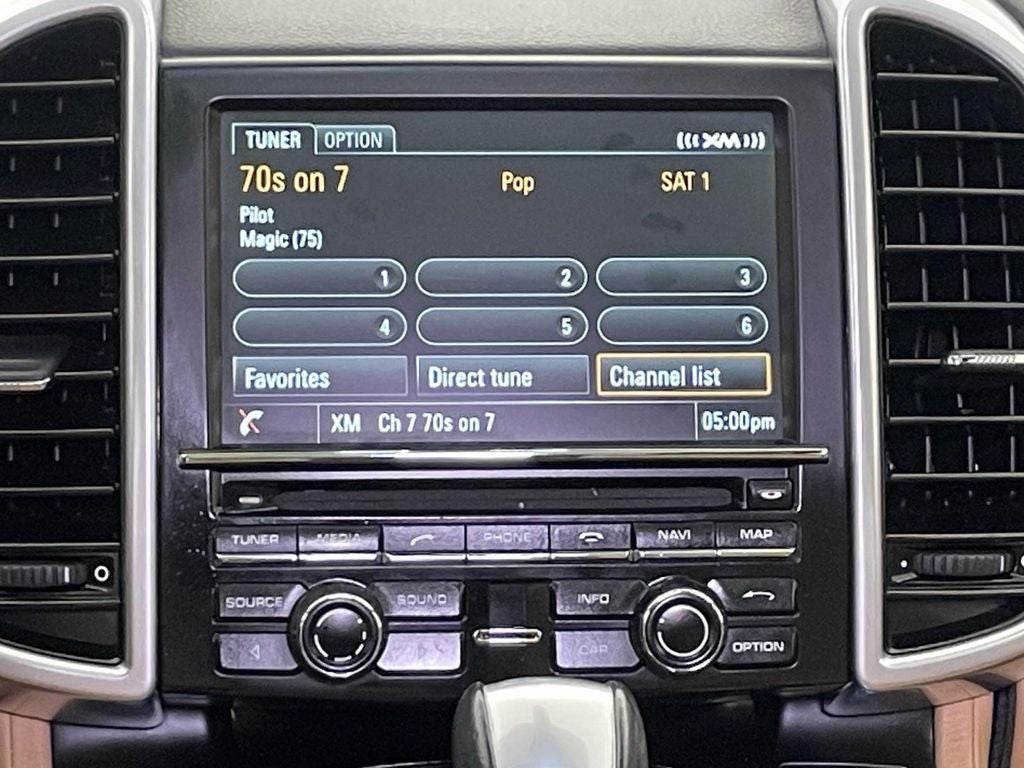 TUNER OPTION XM
70s on 7 Pop SAT 1
Pilot
Magic (75)
1 2 3
4 5 6
Favorites Direct tune Channel list
XM Ch 7 70s on 7 05:00pm
TUNER MEDIA PHONE NAVI MAP
SOURCE SOUND INFO
CAR OPTION